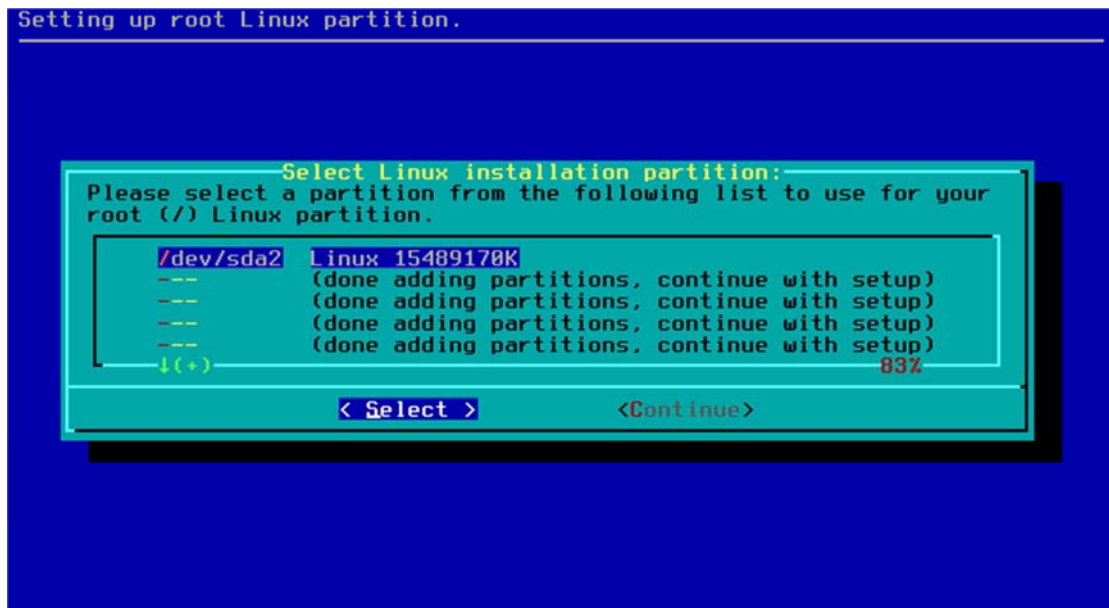 Setting up root Linux partition.
Select Linux installation partition:
Please select a partition from the following list to use for your
root (/) Linux partition.
/dev/sda2 Linux 15489170K
--- (done adding partitions, continue with setup)
--- (done adding partitions, continue with setup)
--- (done adding partitions, continue with setup)
--- (done adding partitions, continue with setup)
↓(+) 83%
< Select > <Continue>